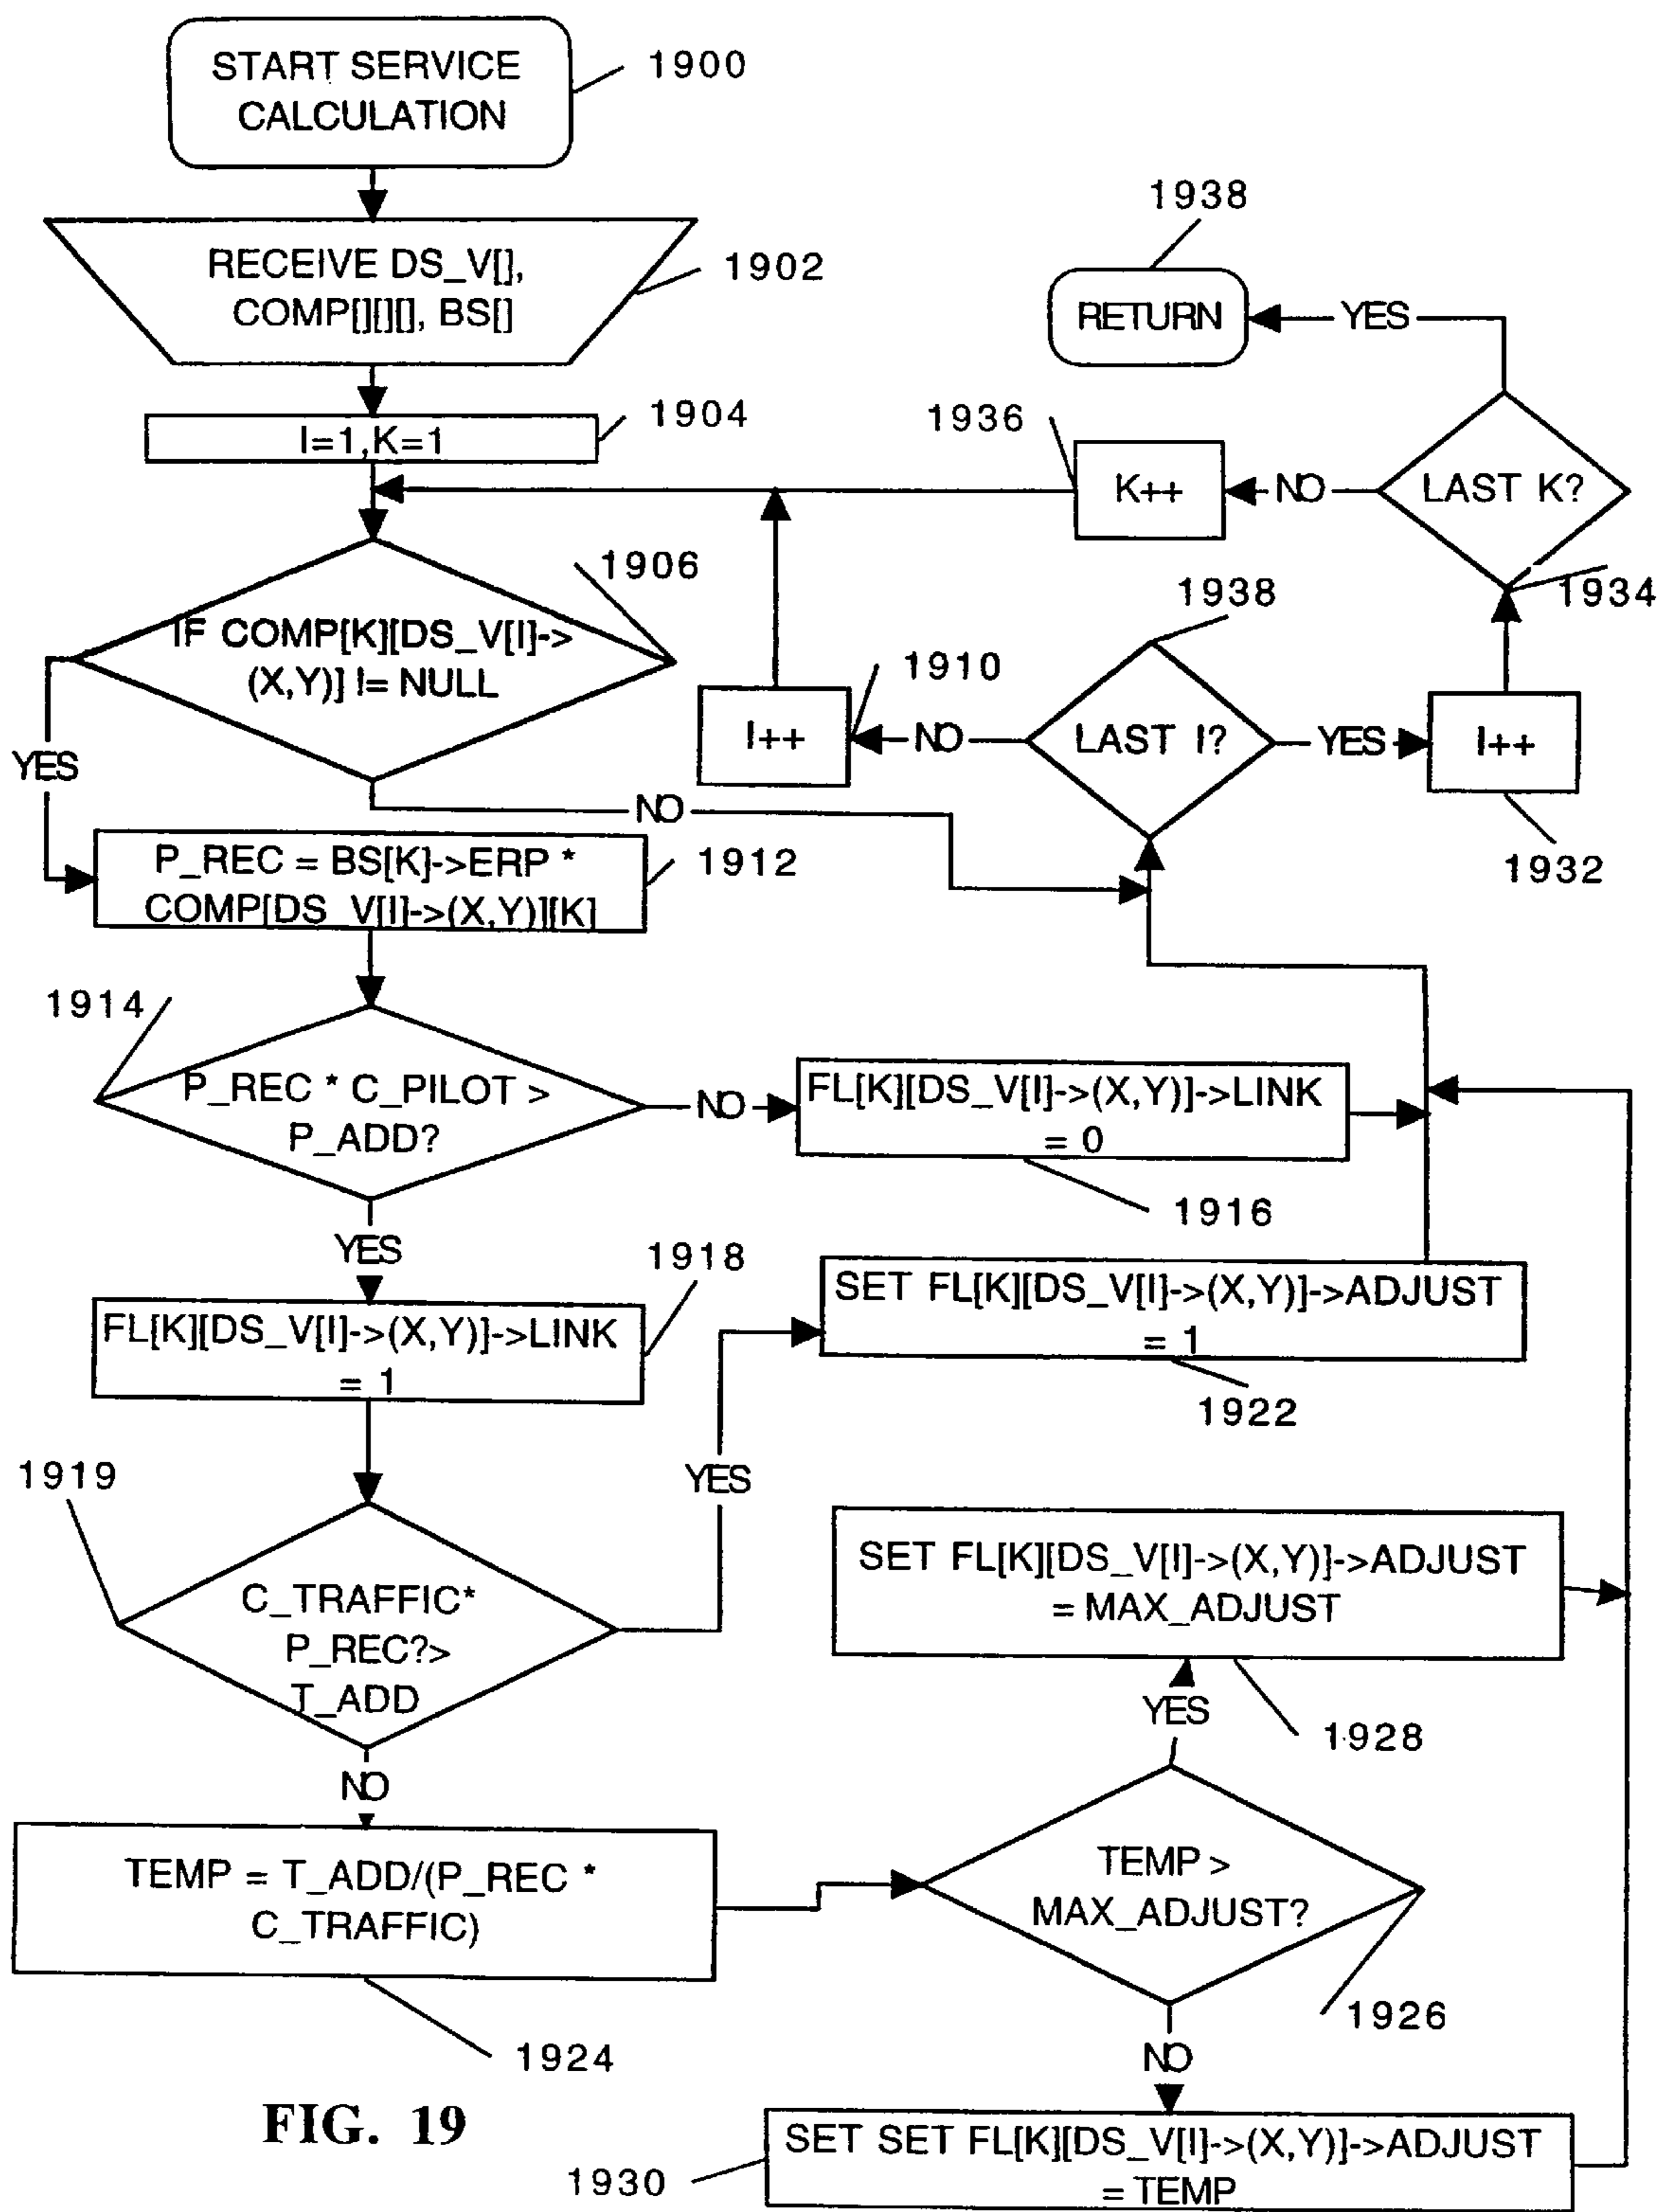 START SERVICE
CALCULATION
1900
RECEIVE DS_V[],
COMP[][][], BS[]
1902
1938
RETURN
YES
I=1,K=1
1904
1936
K++
NO
LAST K?
1934
IF COMP[K][DS_V[I]->
(X,Y)] != NULL
1906
YES
NO
1910
I++
NO
1938
LAST I?
YES
I++
1932
P_REC = BS[K]->ERP *
COMP[DS_V[I]->(X,Y)][K]
1912
1914
P_REC * C_PILOT >
P_ADD?
NO
FL[K][DS_V[I]->(X,Y)]->LINK
= 0
1916
YES
FL[K][DS_V[I]->(X,Y)]->LINK
= 1
1918
SET FL[K][DS_V[I]->(X,Y)]->ADJUST
= 1
1922
1919
C_TRAFFIC*
P_REC?>
T_ADD
YES
NO
SET FL[K][DS_V[I]->(X,Y)]->ADJUST
= MAX_ADJUST
1928
YES
TEMP = T_ADD/(P_REC *
C_TRAFFIC)
1924
TEMP >
MAX_ADJUST?
1926
NO
SET SET FL[K][DS_V[I]->(X,Y)]->ADJUST
= TEMP
1930
FIG. 19